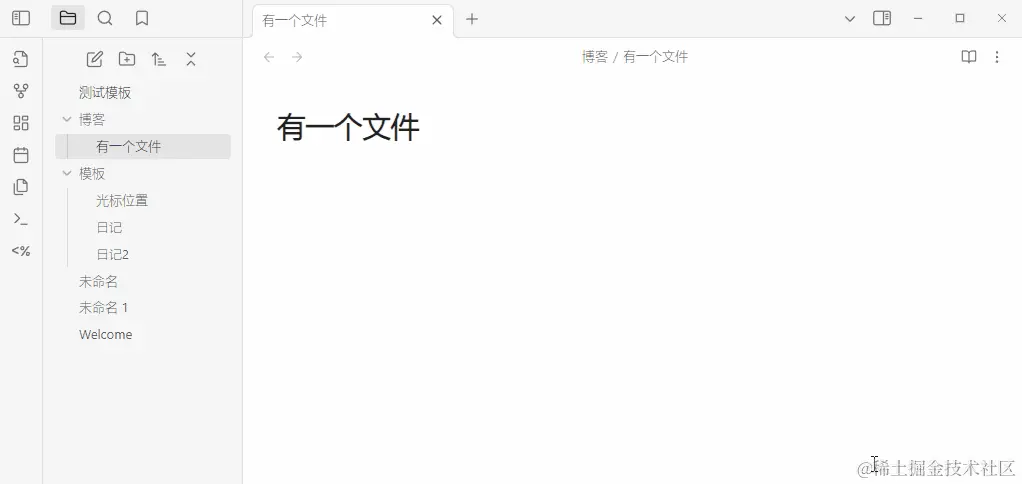 有一个文件
博客 / 有一个文件
测试模板
博客
有一个文件
模板
光标位置
日记
日记2
未命名
未命名 1
Welcome
<%
有一个文件
@稀土掘金技术社区